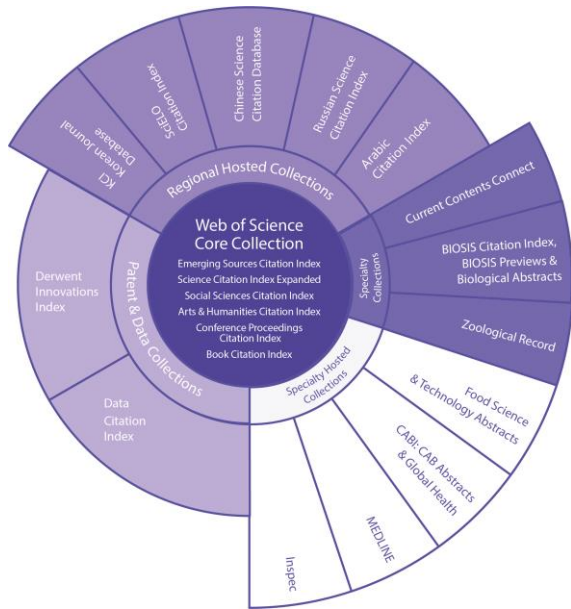 Web of Science
Core Collection
Emerging Sources Citation Index
Science Citation Index Expanded
Social Sciences Citation Index
Arts & Humanities Citation Index
Conference Proceedings
Citation Index
Book Citation Index
Regional Hosted Collections
KCI
Korean Journal
Database
SciELO
Citation Index
Chinese Science
Citation Database
Russian Science
Citation Index
Arabic
Citation Index
Specialty
Collections
Current Contents Connect
BIOSIS Citation Index,
BIOSIS Previews &
Biological Abstracts
Zoological Record
Specialty Hosted
Collections
Food Science
& Technology Abstracts
CABI: CAB Abstracts
& Global Health
MEDLINE
Inspec
Patent & Data Collections
Data
Citation
Index
Derwent
Innovations
Index